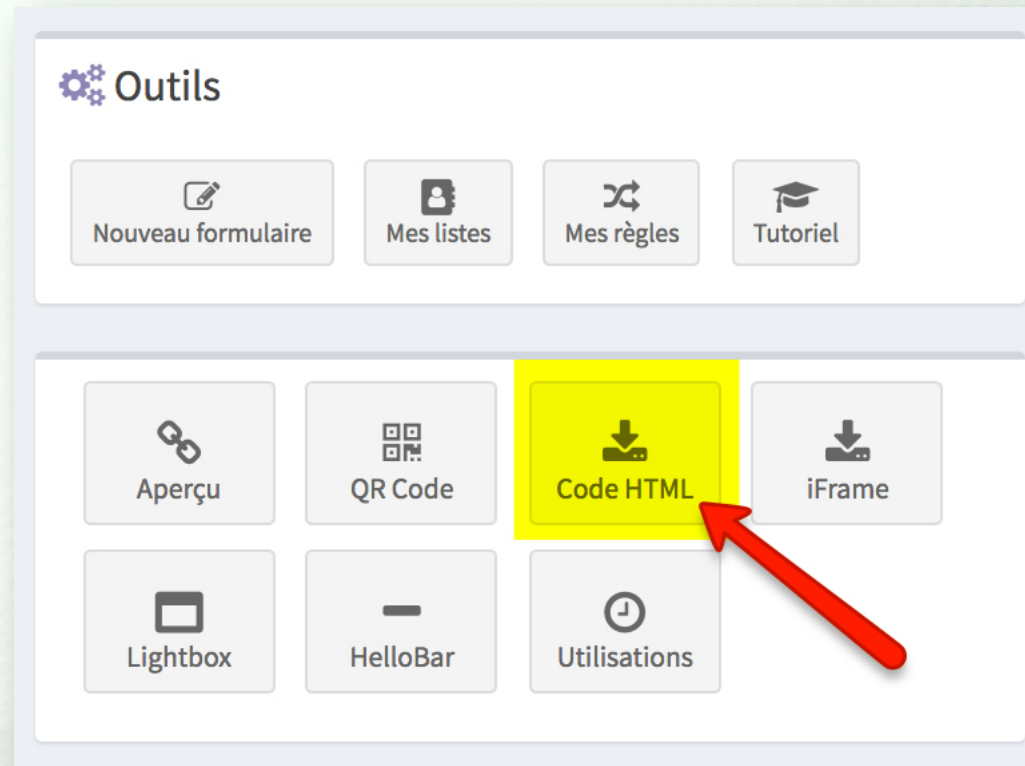 Outils
Nouveau formulaire
Mes listes
Mes règles
Tutoriel
Aperçu
QR Code
Code HTML
iFrame
Lightbox
HelloBar
Utilisations